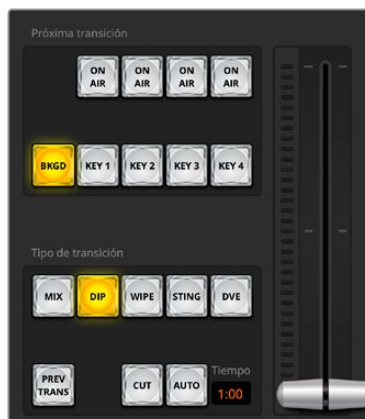 Próxima transición
ON AIR ON AIR ON AIR ON AIR
BKGD KEY 1 KEY 2 KEY 3 KEY 4
Tipo de transición
MIX DIP WIPE STING DVE
PREV TRANS CUT AUTO Tiempo 1:00